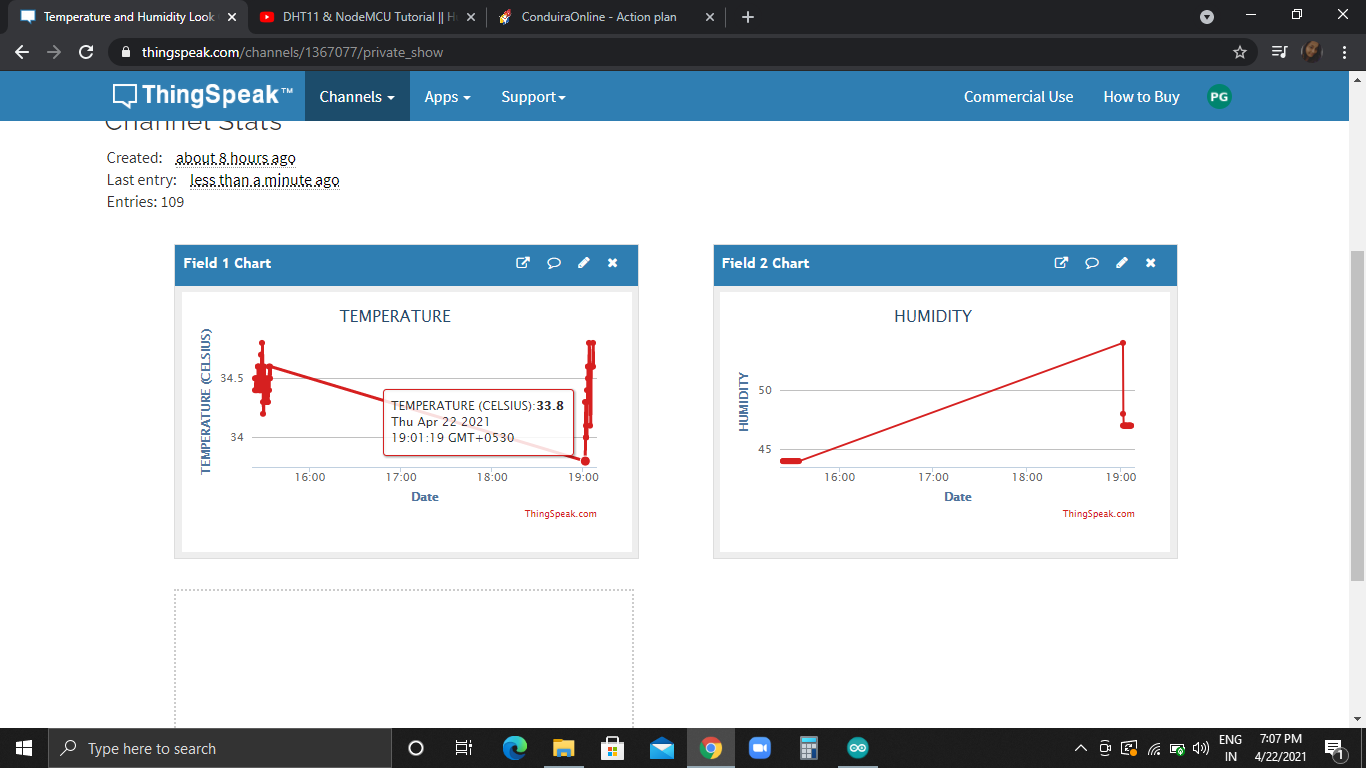 Temperature and Humidity Look
DHT11 & NodeMCU Tutorial || H
ConduiraOnline - Action plan
thingspeak.com/channels/1367077/private_show
ThingSpeak™
Channels
Apps
Support
Commercial Use
How to Buy
PG
Channel Stats
Created: about 8 hours ago
Last entry: less than a minute ago
Entries: 109
Field 1 Chart
TEMPERATURE
TEMPERATURE (CELSIUS)
34.5
34
TEMPERATURE (CELSIUS):33.8
Thu Apr 22 2021
19:01:19 GMT+0530
16:00 17:00 18:00 19:00
Date
ThingSpeak.com
Field 2 Chart
HUMIDITY
HUMIDITY
50
45
16:00 17:00 18:00 19:00
Date
ThingSpeak.com
Type here to search
ENG
IN
7:07 PM
4/22/2021
1